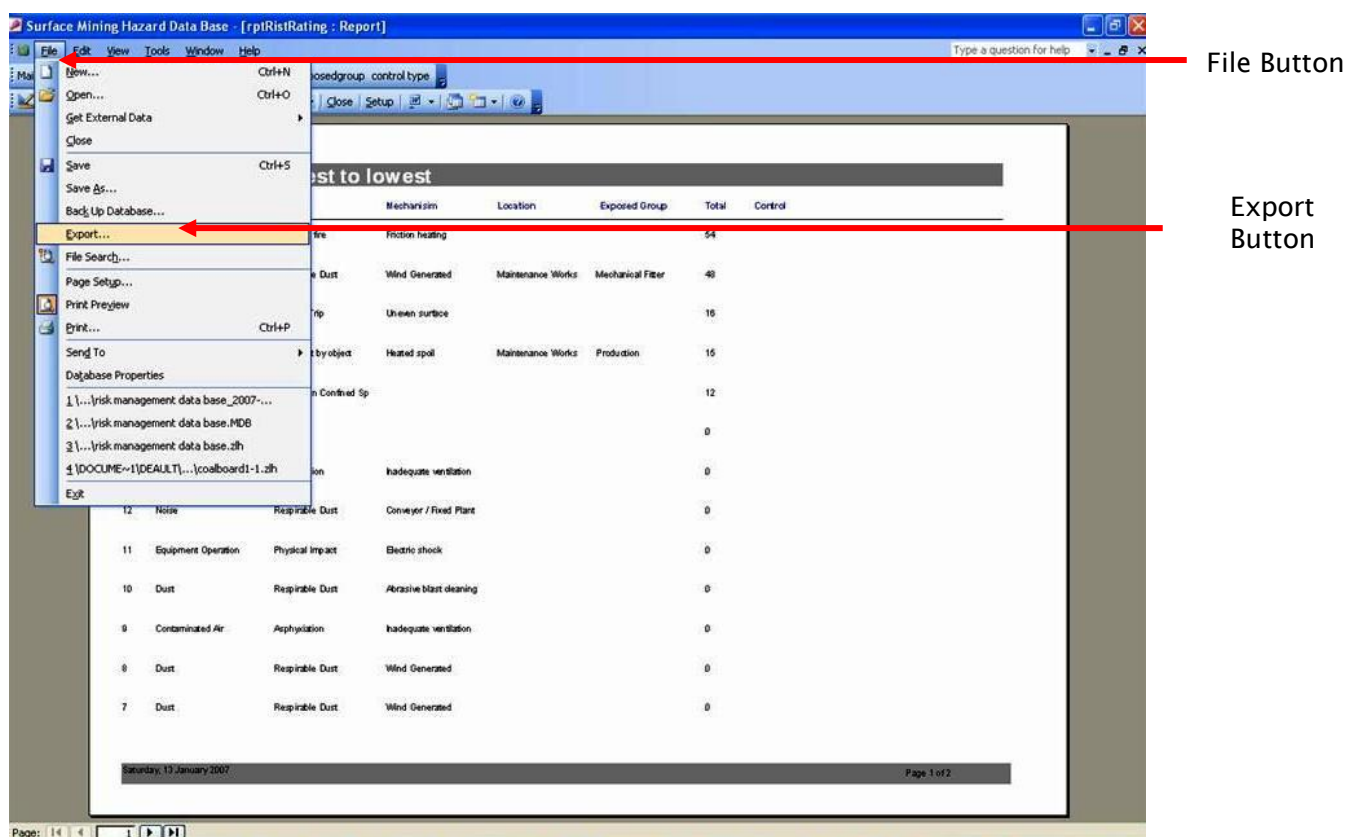 Surface Mining Hazard Data Base - [rptRistRating : Report]
File Edit View Tools Window Help Type a question for help
File Button
New... Ctrl+N
control type
Open... Ctrl+O
Close Setup
Get External Data
Close
Save Ctrl+S
est to lowest
Save As...
Mechanisim Location Exposed Group Total Control
Back Up Database...
Export
Button
Export...
fire Friction heating 54
File Search...
Dust Wind Generated Maintenance Works Mechanical Fitter 48
Page Setup...
Print Preview
Uneven surface 16
Print... Ctrl+P
Send To
by object Heated spoil Maintenance Works Production 15
Database Properties
1 \...\risk management data base_2007-...
n Confined Sp 12
2 \...\risk management data base.MDB
3 \...\risk management data base.zlh
0
4 \DOCUME~1\DEAULT\...\coalboard1-1.zlh
Inadequate ventilation 0
Exit
12 Noise Respirable Dust Conveyor / Fixed Plant 0
11 Equipment Operation Physical Impact Electric shock 0
10 Dust Respirable Dust Abrasive blast cleaning 0
9 Contaminated Air Asphyxiation Inadequate ventilation 0
8 Dust Respirable Dust Wind Generated 0
7 Dust Respirable Dust Wind Generated 0
Saturday, 13 January 2007 Page 1 of 2
Page: 1